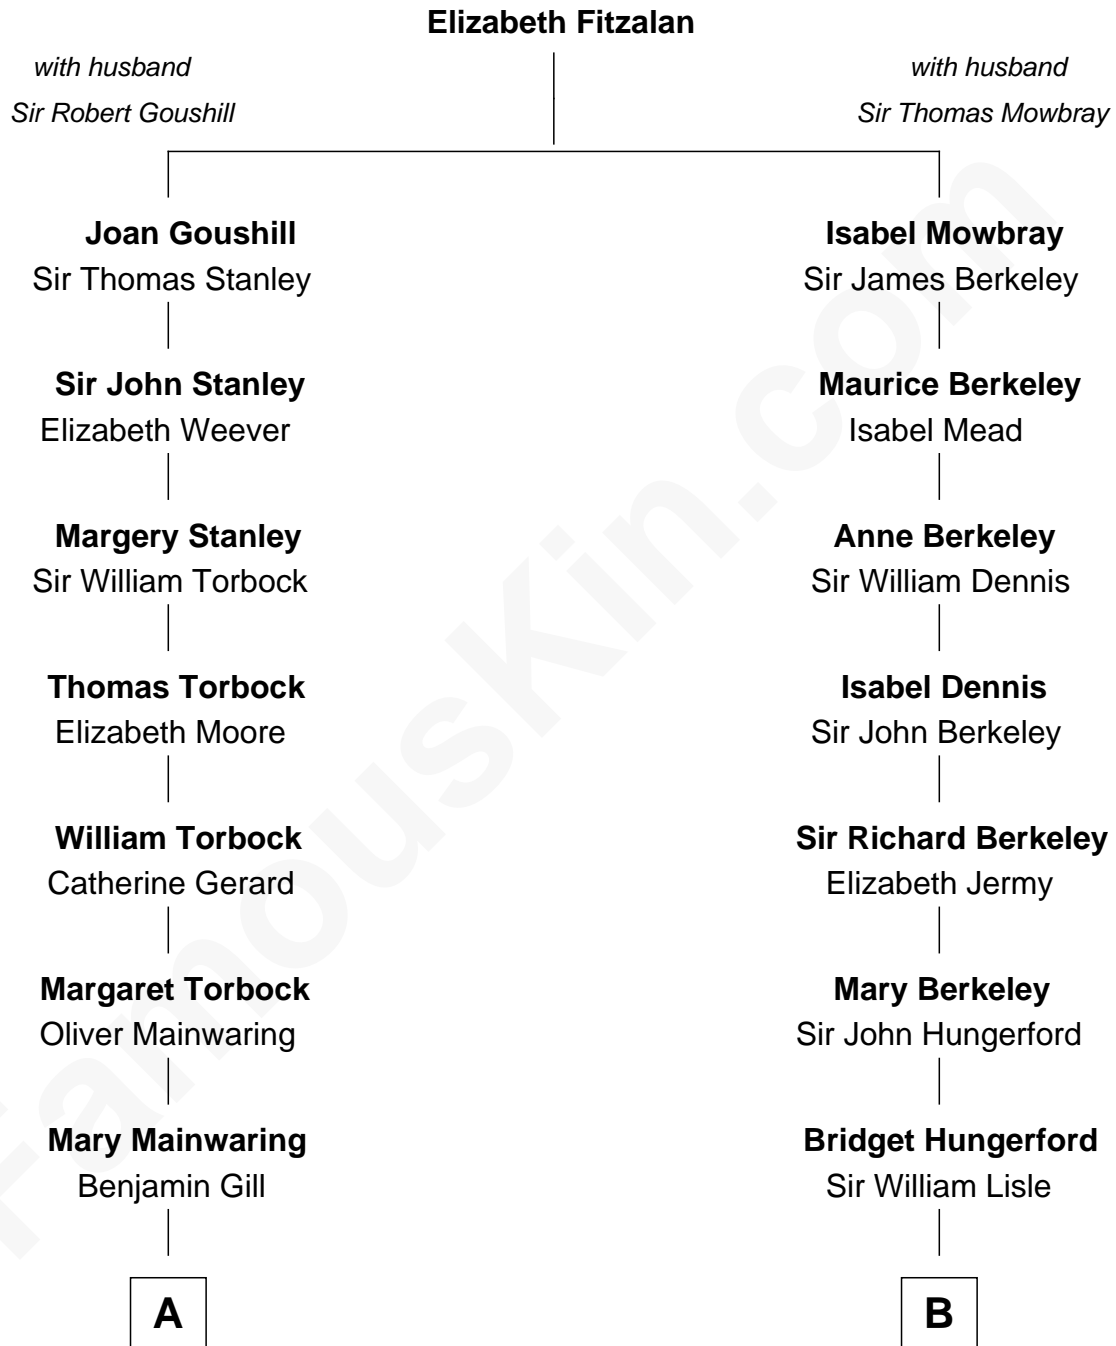 Elizabeth Fitzalan
with husband
Sir Robert Goushill
with husband
Sir Thomas Mowbray
Joan Goushill
Sir Thomas Stanley
Sir John Stanley
Elizabeth Weever
Margery Stanley
Sir William Torbock
Thomas Torbock
Elizabeth Moore
William Torbock
Catherine Gerard
Margaret Torbock
Oliver Mainwaring
Mary Mainwaring
Benjamin Gill
A
Isabel Mowbray
Sir James Berkeley
Maurice Berkeley
Isabel Mead
Anne Berkeley
Sir William Dennis
Isabel Dennis
Sir John Berkeley
Sir Richard Berkeley
Elizabeth Jermy
Mary Berkeley
Sir John Hungerford
Bridget Hungerford
Sir William Lisle
B
FamousKin.com